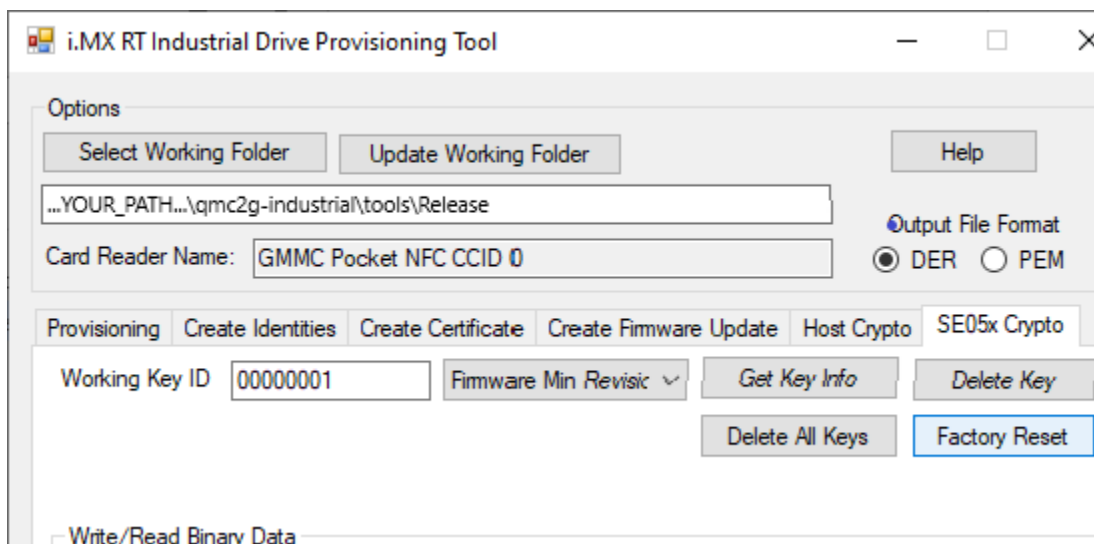 i.MX RT Industrial Drive Provisioning Tool
Options
Select Working Folder Update Working Folder Help
...YOUR_PATH...\qmc2g-industrial\tools\Release
Output File Format
Card Reader Name: GMMC Pocket NFC CCID 0 DER PEM
Provisioning Create Identities Create Certificate Create Firmware Update Host Crypto SE05x Crypto
Working Key ID 00000001 Firmware Min Revisic Get Key Info Delete Key
Delete All Keys Factory Reset
Write/Read Binary Data